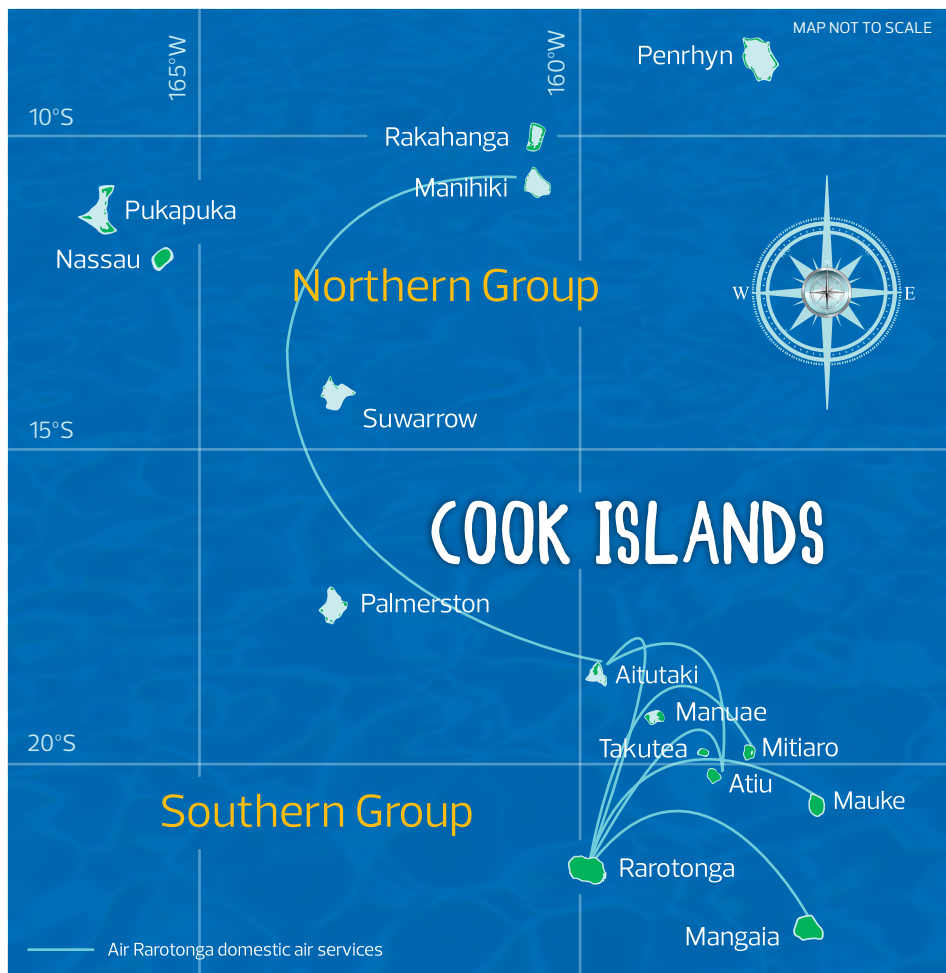 MAP NOT TO SCALE
165°W
160°W
Penrhyn
10°S
Rakahanga
Manihiki
Pukapuka
Nassau
Northern Group
W
E
Suwarrow
15°S
COOK ISLANDS
Palmerston
Aitutaki
Manuae
20°S
Takutea
Mitiaro
Atiu
Mauke
Southern Group
Rarotonga
Mangaia
Air Rarotonga domestic air services